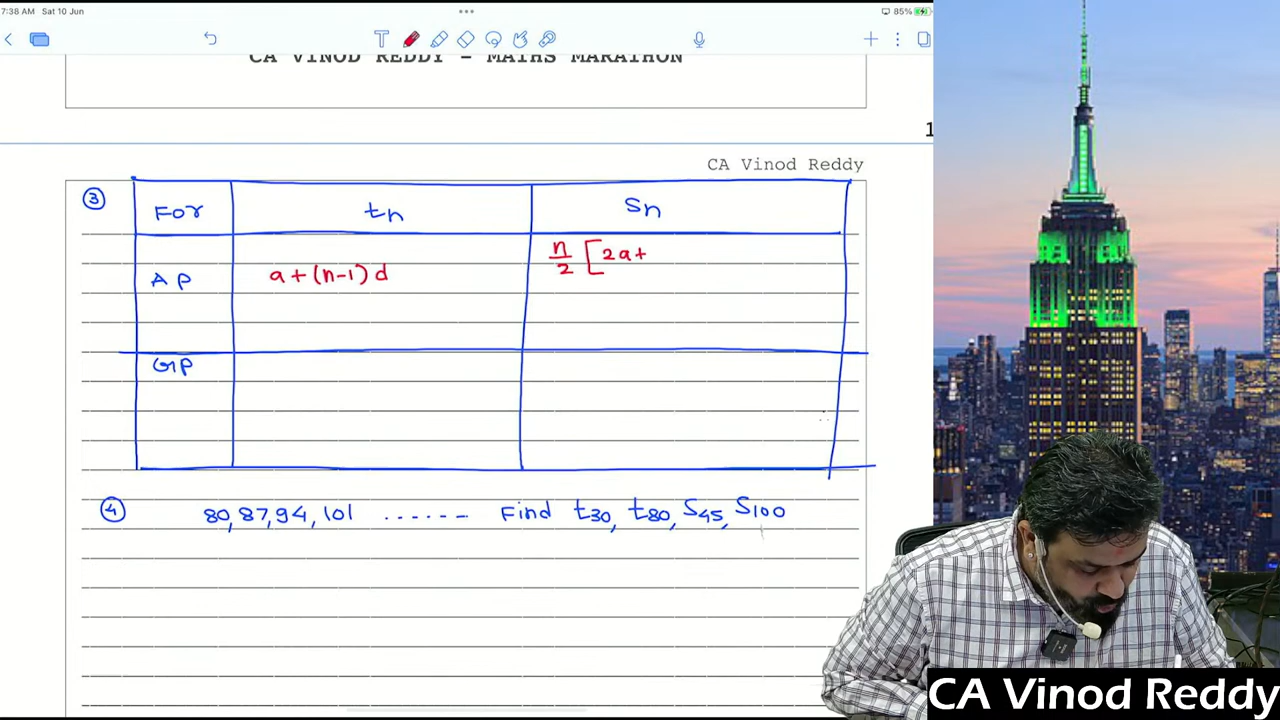 7:38 AM Sat 10 Jun
85%
CA VINOD REDDY – MATHS MARATHON
1
CA Vinod Reddy
③ For tn Sn
AP a+(n-1)d n/2 [2a+
GP
④ 80,87,94,101 ...... Find t30, t80, S45, S100
CA Vinod Reddy